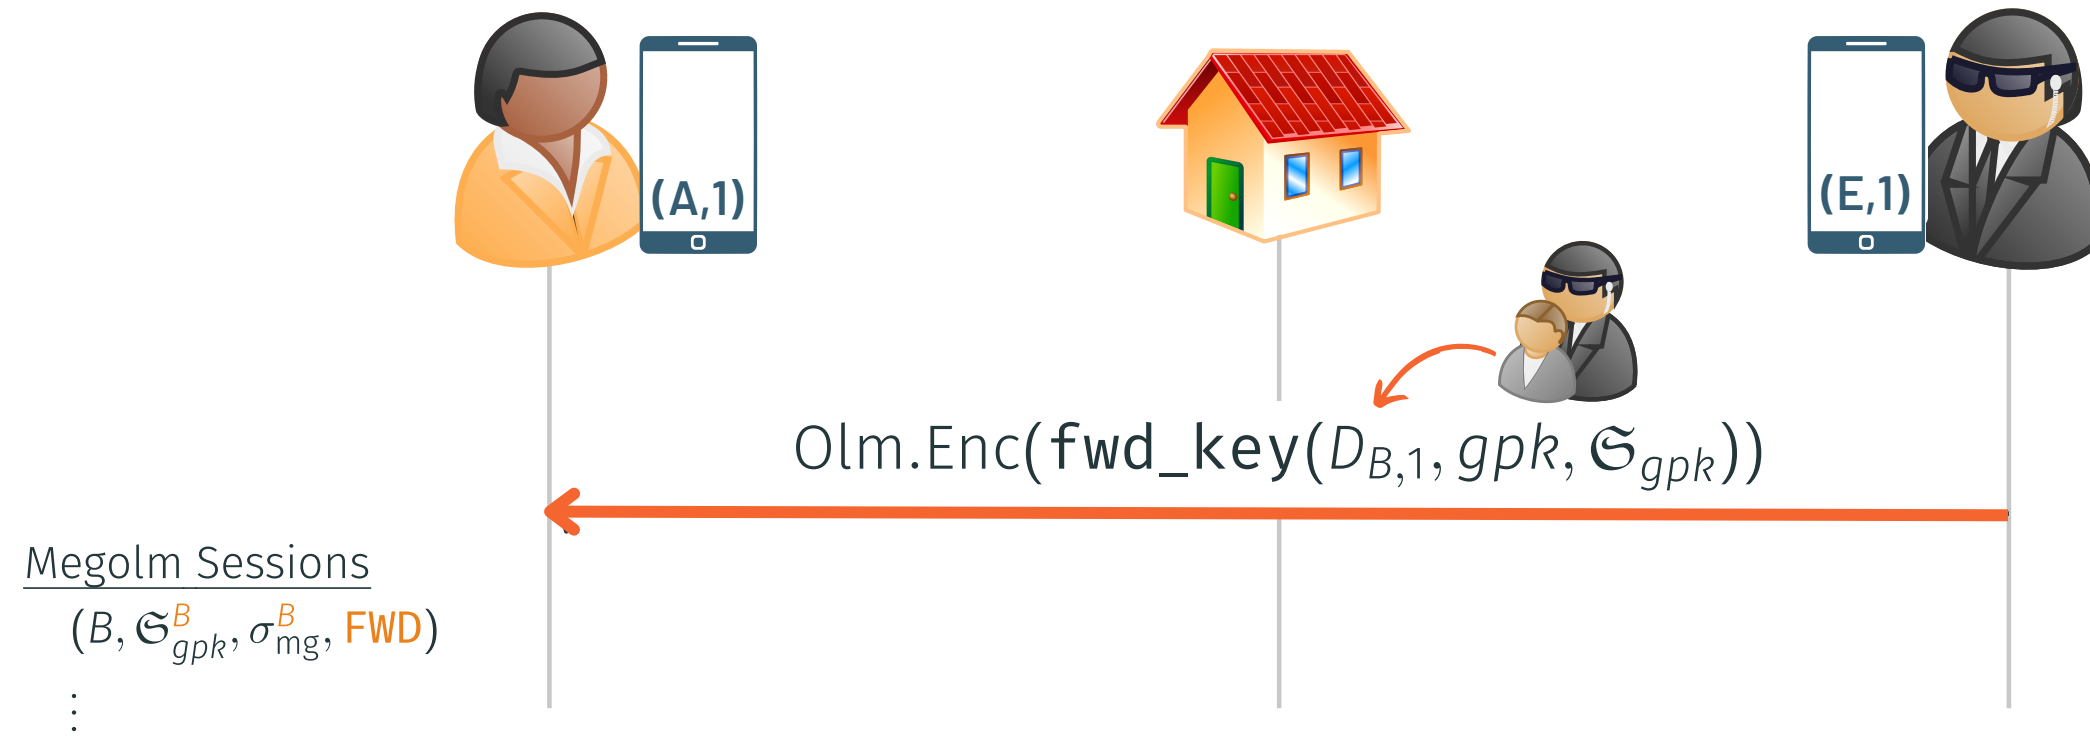 (A,1)
(E,1)
Olm.Enc(fwd_key(D_{B,1}, gpk, 𝔖_{gpk}))
Megolm Sessions
(B, 𝔖^B_{gpk}, σ^B_{mg}, FWD)
⋮